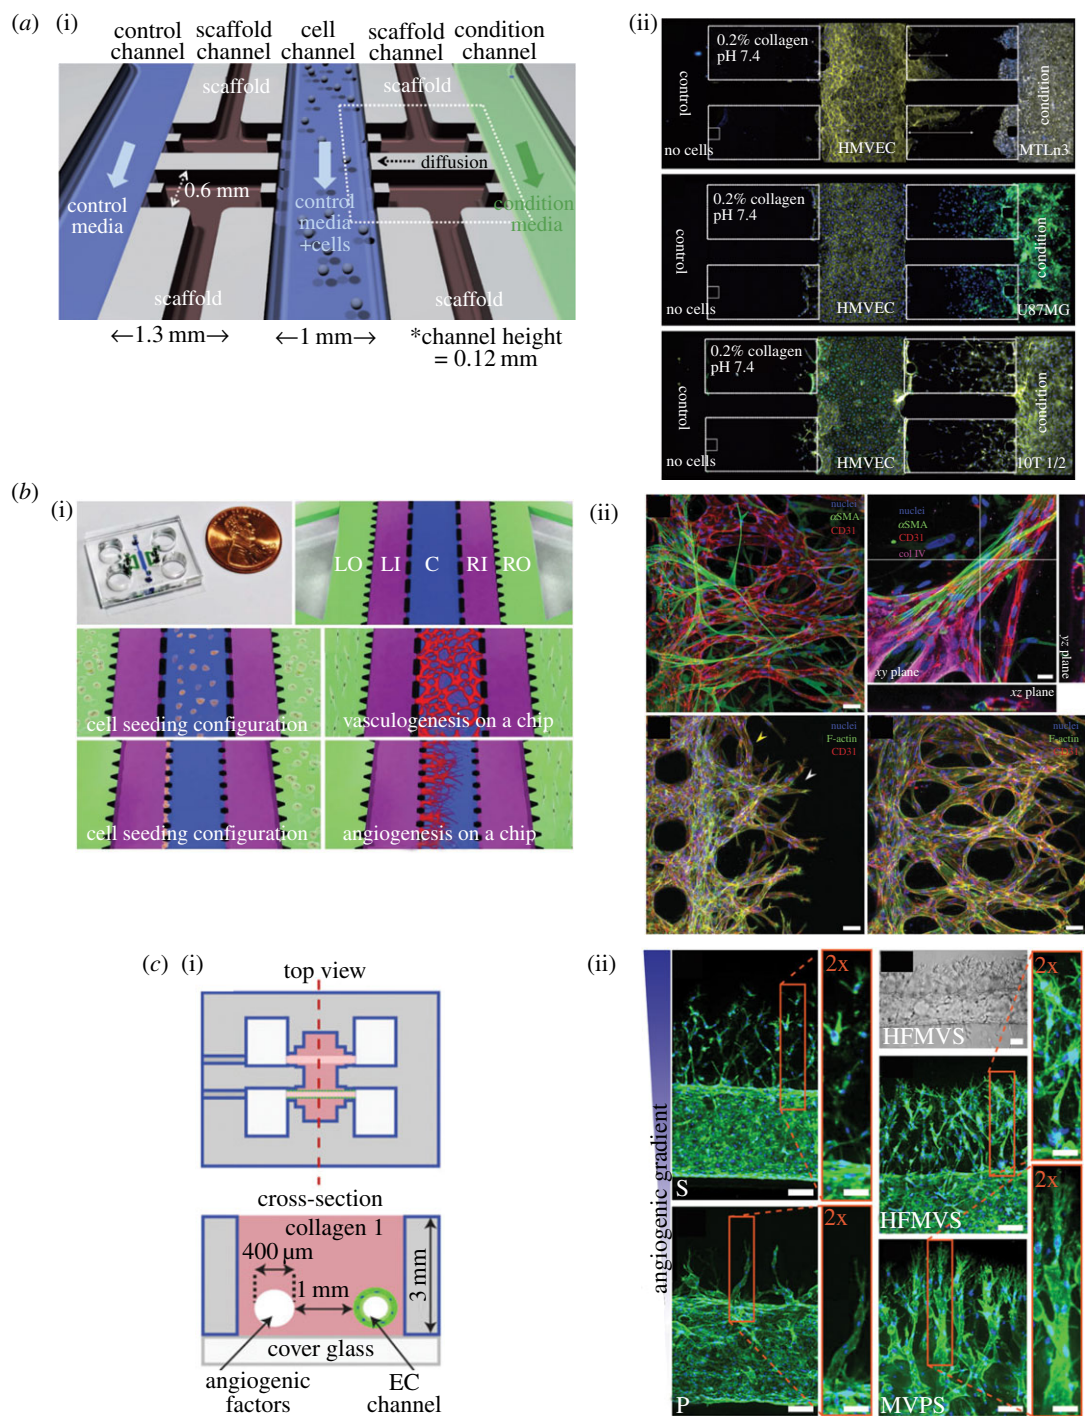 (a) (i)
control channel
scaffold channel
cell channel
scaffold channel
condition channel
scaffold
scaffold
diffusion
0.6 mm
control media
control media +cells
condition media
scaffold
scaffold
←1.3 mm→
←1 mm→
*channel height = 0.12 mm
(ii)
0.2% collagen
pH 7.4
control
no cells
HMVEC
condition
MTLn3
0.2% collagen
pH 7.4
control
no cells
HMVEC
condition
U87MG
0.2% collagen
pH 7.4
control
no cells
HMVEC
condition
10T 1/2
(b) (i)
LO LI C RI RO
cell seeding configuration
vasculogenesis on a chip
cell seeding configuration
angiogenesis on a chip
(ii)
nuclei
αSMA
CD31
nuclei
αSMA
CD31
col IV
xy plane
yz plane
xz plane
nuclei
F-actin
CD31
nuclei
F-actin
CD31
(c) (i)
top view
cross-section
collagen 1
400 µm
1 mm
3 mm
cover glass
angiogenic factors
EC channel
(ii)
angiogenic gradient
S
2x
HFMVS
2x
HFMVS
P
2x
MVPS
2x